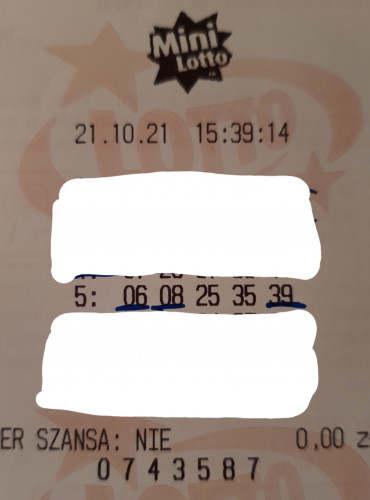 Mini
Lotto
21.10.21 15:39:14
5: 06 08 25 35 39
ER SZANSA: NIE 0,00 z
0743587